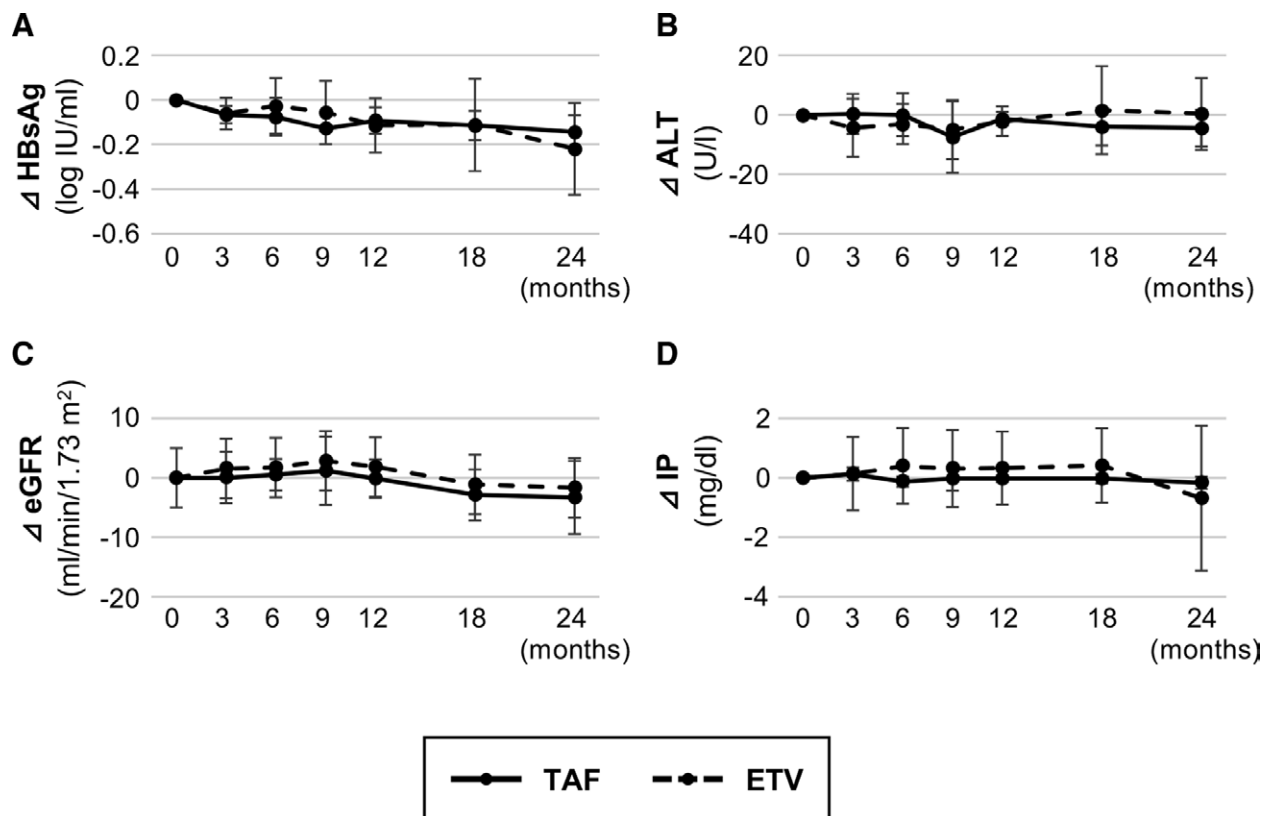 A
Δ HBsAg
(log IU/ml)
0.2
0
-0.2
-0.4
-0.6
0 3 6 9 12 18 24
(months)
B
Δ ALT
(U/l)
20
0
-20
-40
0 3 6 9 12 18 24
(months)
C
Δ eGFR
(ml/min/1.73 m²)
10
0
-10
-20
0 3 6 9 12 18 24
(months)
D
Δ IP
(mg/dl)
2
0
-2
-4
0 3 6 9 12 18 24
(months)
TAF ETV